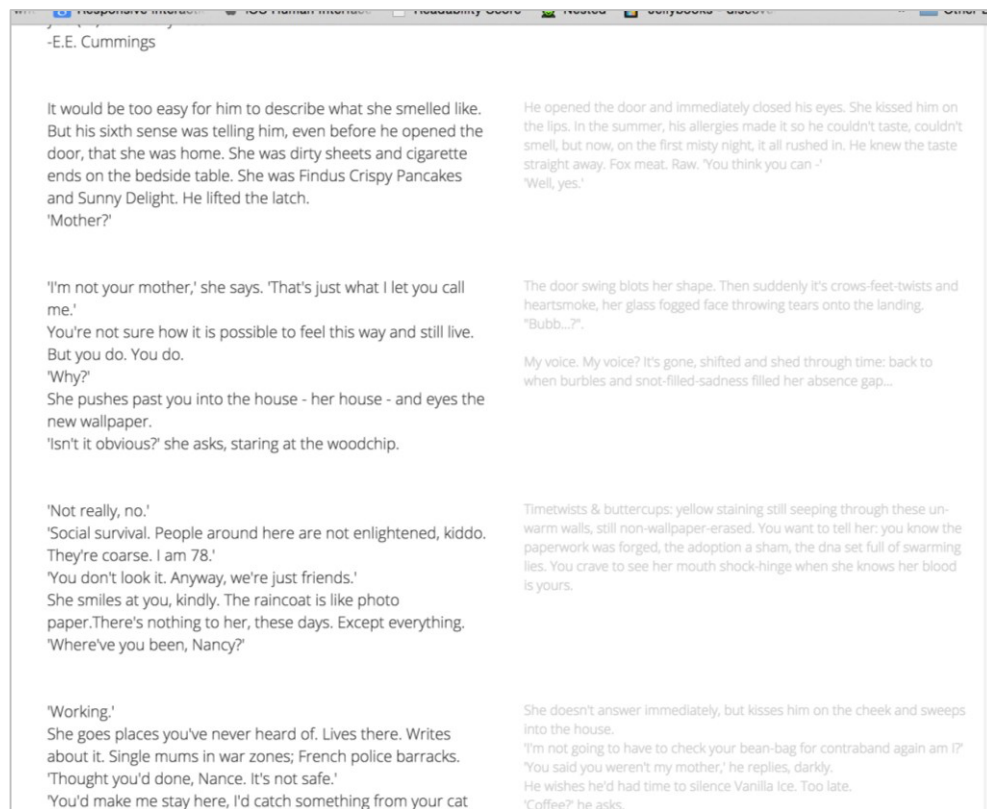 -E.E. Cummings
It would be too easy for him to describe what she smelled like.
But his sixth sense was telling him, even before he opened the
door, that she was home. She was dirty sheets and cigarette
ends on the bedside table. She was Findus Crispy Pancakes
and Sunny Delight. He lifted the latch.
'Mother?'
He opened the door and immediately closed his eyes. She kissed him on
the lips. In the summer, his allergies made it so he couldn't taste, couldn't
smell, but now, on the first misty night, it all rushed in. He knew the taste
straight away. Fox meat. Raw. 'You think you can -'
'Well, yes.'
'I'm not your mother,' she says. 'That's just what I let you call
me.'
You're not sure how it is possible to feel this way and still live.
But you do. You do.
'Why?'
She pushes past you into the house - her house - and eyes the
new wallpaper.
'Isn't it obvious?' she asks, staring at the woodchip.
The door swing blots her shape. Then suddenly it's crows-feet-twists and
heartsmoke, her glass fogged face throwing tears onto the landing.
"Bubb...?".
My voice. My voice? It's gone, shifted and shed through time: back to
when burbles and snot-filled-sadness filled her absence gap...
'Not really, no.'
'Social survival. People around here are not enlightened, kiddo.
They're coarse. I am 78.'
'You don't look it. Anyway, we're just friends.'
She smiles at you, kindly. The raincoat is like photo
paper.There's nothing to her, these days. Except everything.
'Where've you been, Nancy?'
Timetwists & buttercups: yellow staining still seeping through these un-
warm walls, still non-wallpaper-erased. You want to tell her: you know the
paperwork was forged, the adoption a sham, the dna set full of swarming
lies. You crave to see her mouth shock-hinge when she knows her blood
is yours.
'Working.'
She goes places you've never heard of. Lives there. Writes
about it. Single mums in war zones; French police barracks.
'Thought you'd done, Nance. It's not safe.'
'You'd make me stay here, I'd catch something from your cat
She doesn't answer immediately, but kisses him on the cheek and sweeps
into the house.
'I'm not going to have to check your bean-bag for contraband again am I?'
'You said you weren't my mother,' he replies, darkly.
He wishes he'd had time to silence Vanilla Ice. Too late.
'Coffee?' he asks.